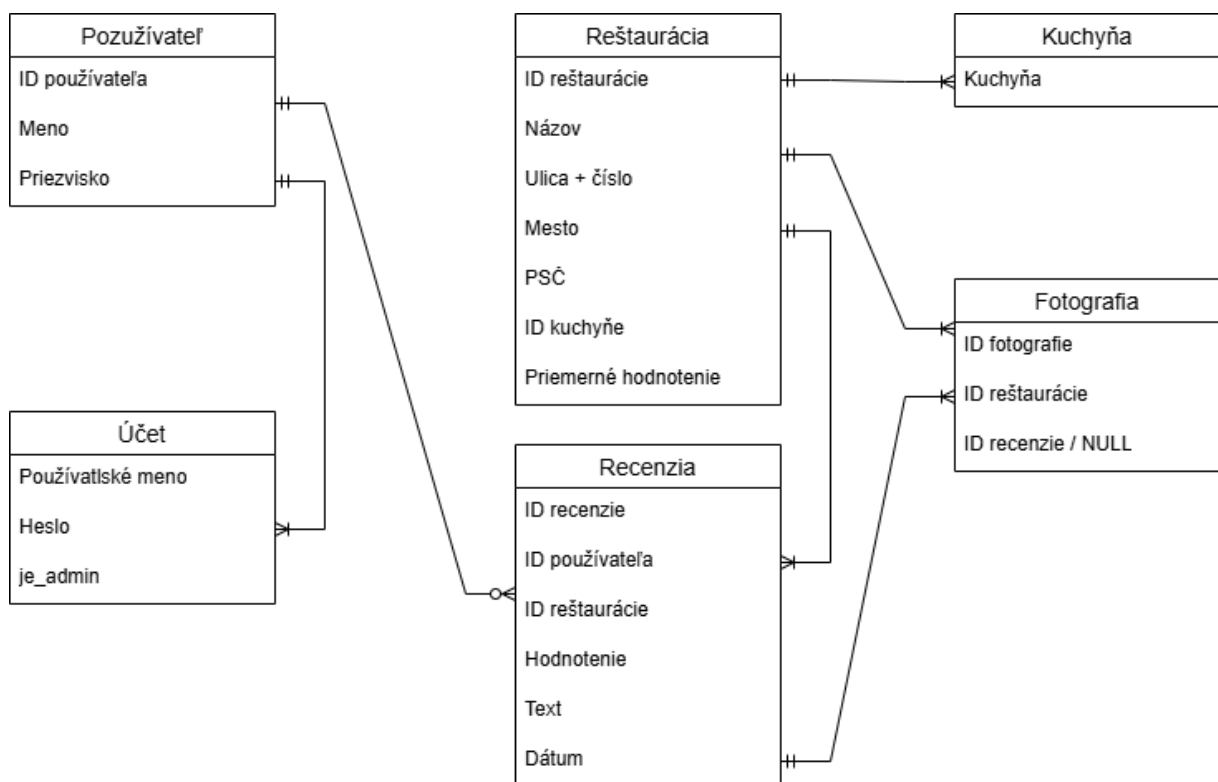 Pozužívateľ
ID používateľa
Meno
Priezvisko
Reštaurácia
ID reštaurácie
Názov
Ulica + číslo
Mesto
PSČ
ID kuchyňe
Priemerné hodnotenie
Kuchyňa
Kuchyňa
Fotografia
ID fotografie
ID reštaurácie
ID recenzie / NULL
Účet
Používatlské meno
Heslo
je_admin
Recenzia
ID recenzie
ID používateľa
ID reštaurácie
Hodnotenie
Text
Dátum